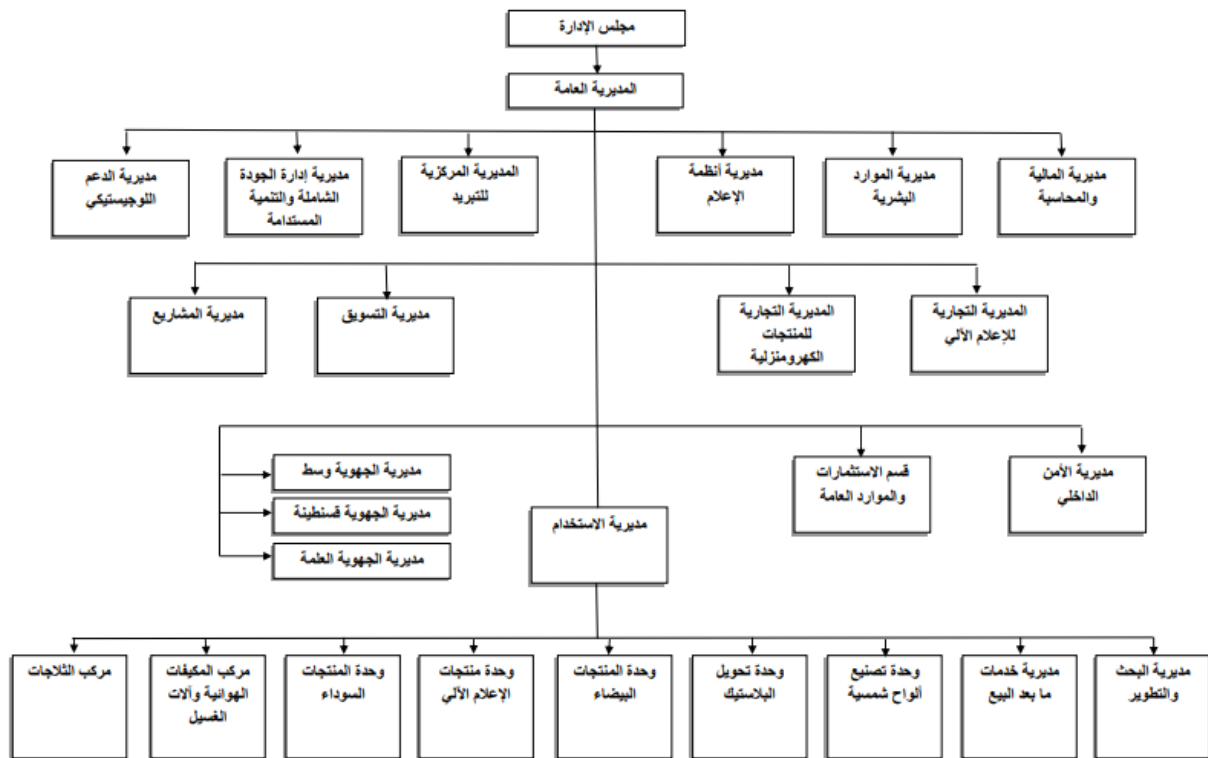 مجلس الإدارة
المديرية العامة
مديرية المالية
والمحاسبة
مديرية الموارد
البشرية
مديرية أنظمة
الإعلام
المديرية المركزية
للتبريد
مديرية إدارة الجودة
الشاملة والتنمية
المستدامة
مديرية الدعم
اللوجيستيكي
المديرية التجارية
للإعلام الألي
المديرية التجارية
للمنتجات
الكهرومنزلية
مديرية التسويق
مديرية المشاريع
مديرية الأمن
الداخلي
قسم الاستثمارات
والموارد العامة
مديرية الجهوية وسط
مديرية الجهوية قسنطينة
مديرية الجهوية العلمة
مديرية الاستخدام
مديرية البحث
والتطوير
مديرية خدمات
ما بعد البيع
وحدة تصنيع
ألواح شمسية
وحدة تحويل
البلاستيك
وحدة المنتجات
البيضاء
وحدة منتجات
الإعلام الألي
وحدة المنتجات
السوداء
مركب المكيفات
الهوائية وآلات
الغسيل
مركب الثلاجات